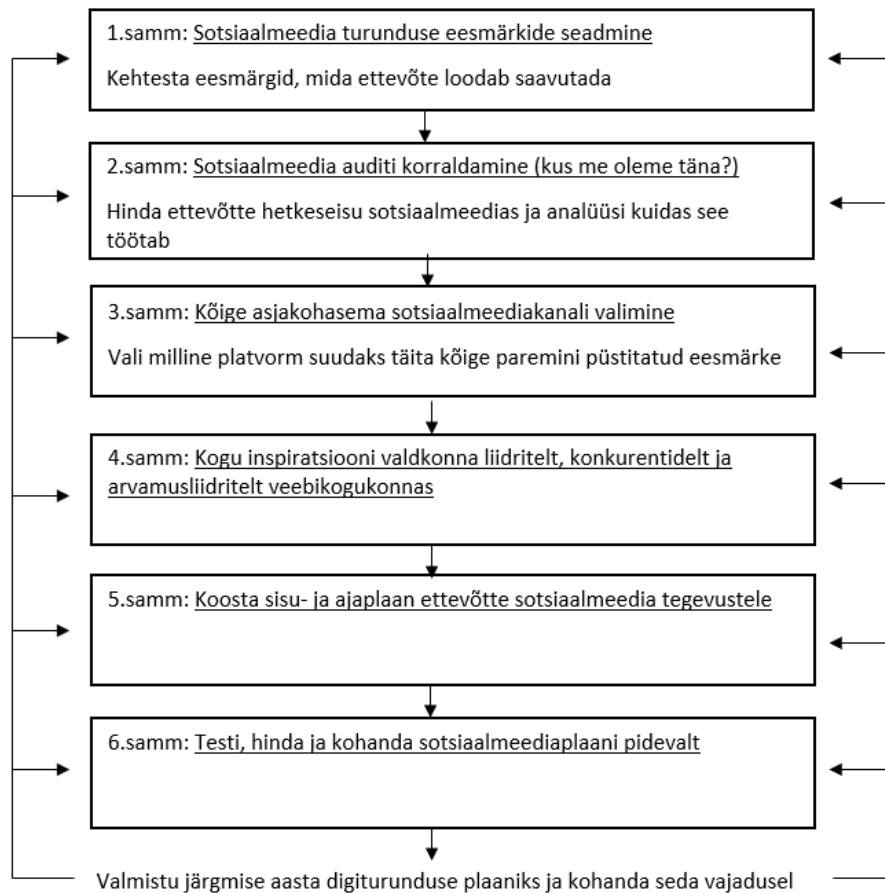 1.samm: Sotsiaalmeedia turunduse eesmärkide seadmine
Kehtesta eesmärgid, mida ettevõte loodab saavutada
2.samm: Sotsiaalmeedia auditi korraldamine (kus me oleme täna?)
Hinda ettevõtte hetkeseisu sotsiaalmeedias ja analüüsi kuidas see
töötab
3.samm: Kõige asjakohasema sotsiaalmeediakanali valimine
Vali milline platvorm suudaks täita kõige paremini püstitatud eesmärke
4.samm: Kogu inspiratsiooni valdkonna liidritelt, konkurentidelt ja
arvamusliidritelt veebikogukonnas
5.samm: Koosta sisu- ja ajaplaan ettevõtte sotsiaalmeedia tegevustele
6.samm: Testi, hinda ja kohanda sotsiaalmeediaplaani pidevalt
Valmistu järgmise aasta digiturunduse plaaniks ja kohanda seda vajadusel